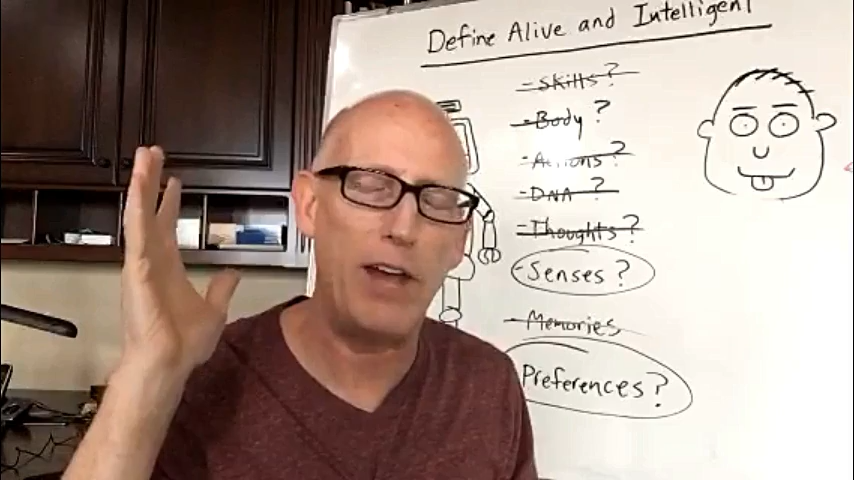 Define Alive and Intelligent
- Skills?
- Body?
- Actions?
- DNA?
- Thoughts?
- Senses?
- Memories
Preferences?